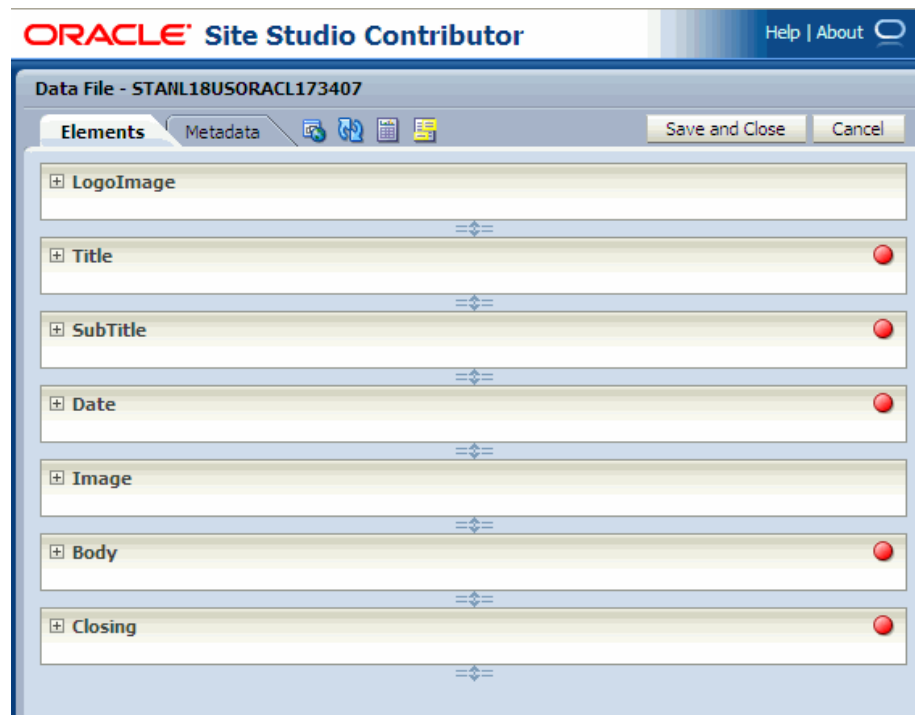 ORACLE Site Studio Contributor
Help | About
Data File - STANL18USORACL173407
Elements Metadata Save and Close Cancel
LogoImage
Title
SubTitle
Date
Image
Body
Closing